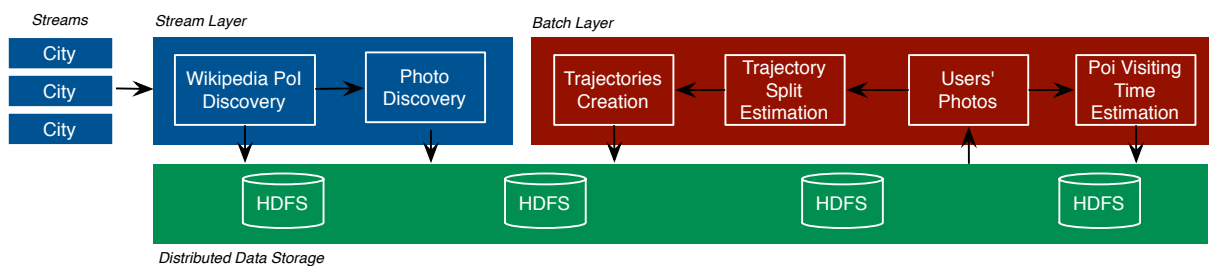 Streams
City
City
City
Stream Layer
Wikipedia PoI
Discovery
Photo
Discovery
Batch Layer
Trajectories
Creation
Trajectory
Split
Estimation
Users'
Photos
Poi Visiting
Time
Estimation
HDFS
HDFS
HDFS
HDFS
Distributed Data Storage